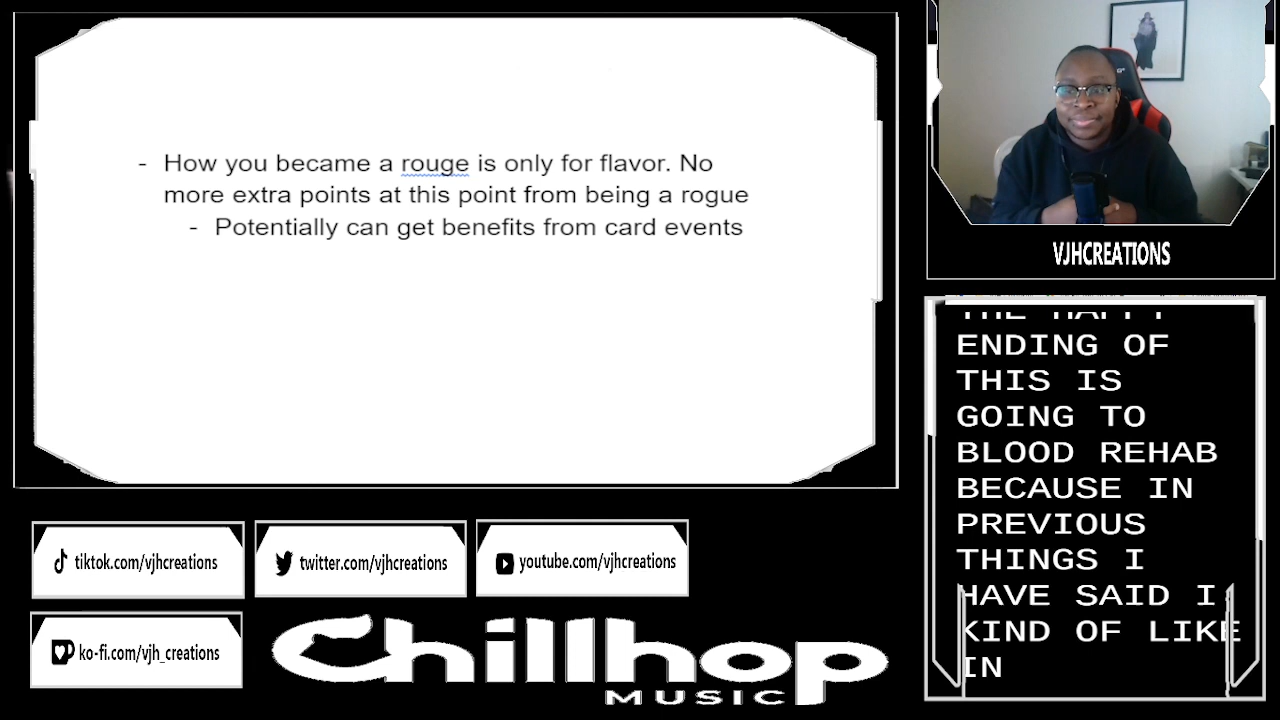 - How you became a rouge is only for flavor. No
more extra points at this point from being a rogue
- Potentially can get benefits from card events
VJHCREATIONS
THE HAPPY
ENDING OF
THIS IS
GOING TO
BLOOD REHAB
BECAUSE IN
PREVIOUS
THINGS I
HAVE SAID I
KIND OF LIKE
IN
tiktok.com/vjhcreations
twitter.com/vjhcreations
youtube.com/vjhcreations
ko-fi.com/vjh_creations
Chillhop
MUSIC